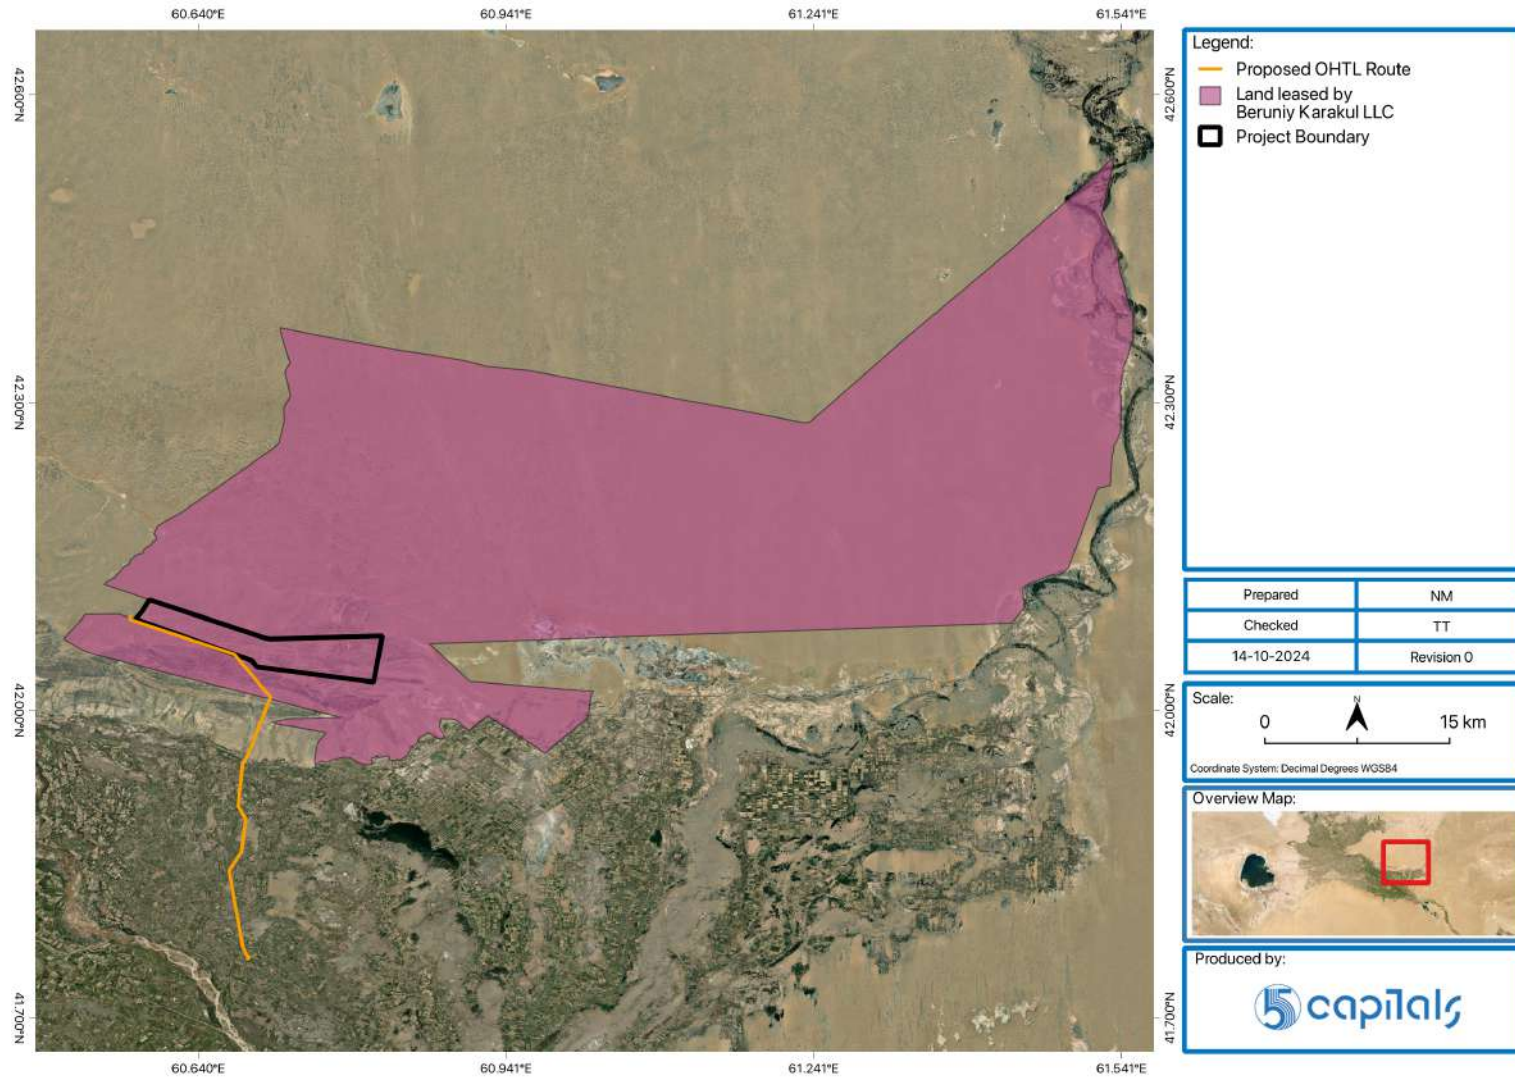 60.640°E 60.941°E 61.241°E 61.541°E
42.600°N
42.300°N
42.000°N
41.700°N
42.600°N
42.300°N
42.000°N
41.700°N
60.640°E 60.941°E 61.241°E 61.541°E
Legend:
Proposed OHTL Route
Land leased by
Beruniy Karakul LLC
Project Boundary
Prepared NM
Checked TT
14-10-2024 Revision 0
Scale:
N
0 15 km
Coordinate System: Decimal Degrees WGS84
Overview Map:
Produced by:
5 capitals